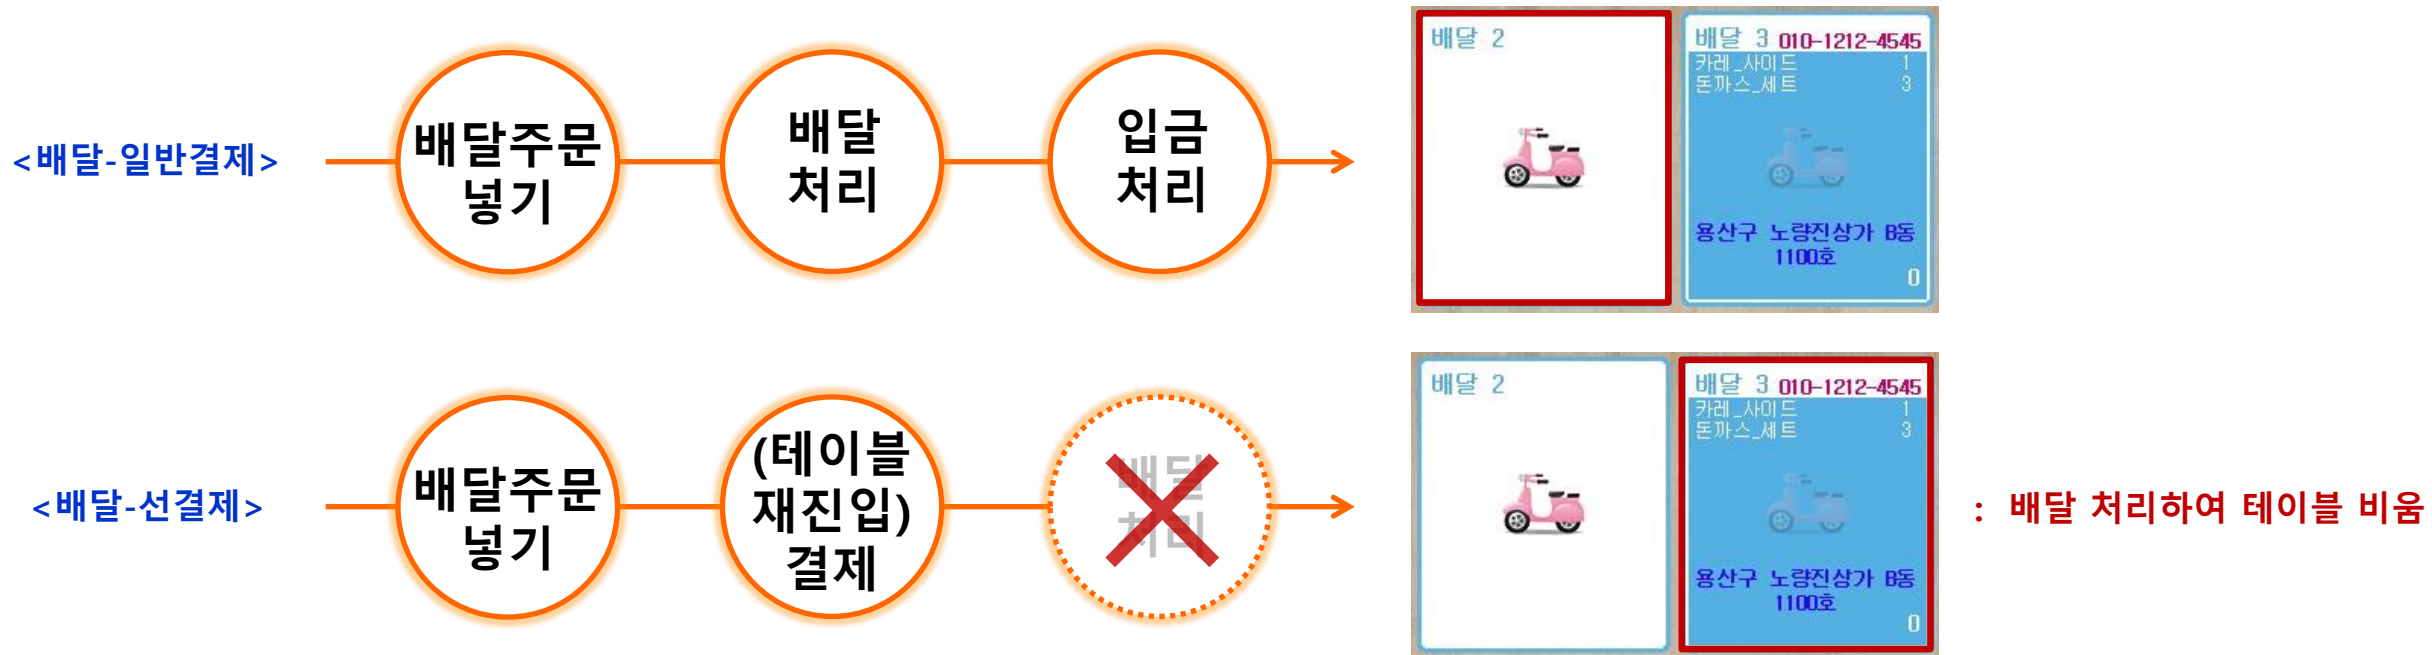 <배달-일반결제>
배달주문
넣기
배달
처리
입금
처리
배달 2
배달 3 010-1212-4545
카레_사이드 1
돈까스_세트 3
용산구 노량진상가 B동
1100호
0
<배달-선결제>
배달주문
넣기
(테이블
재진입)
결제
배달
처리
배달 2
배달 3 010-1212-4545
카레_사이드 1
돈까스_세트 3
용산구 노량진상가 B동
1100호
0
: 배달 처리하여 테이블 비움